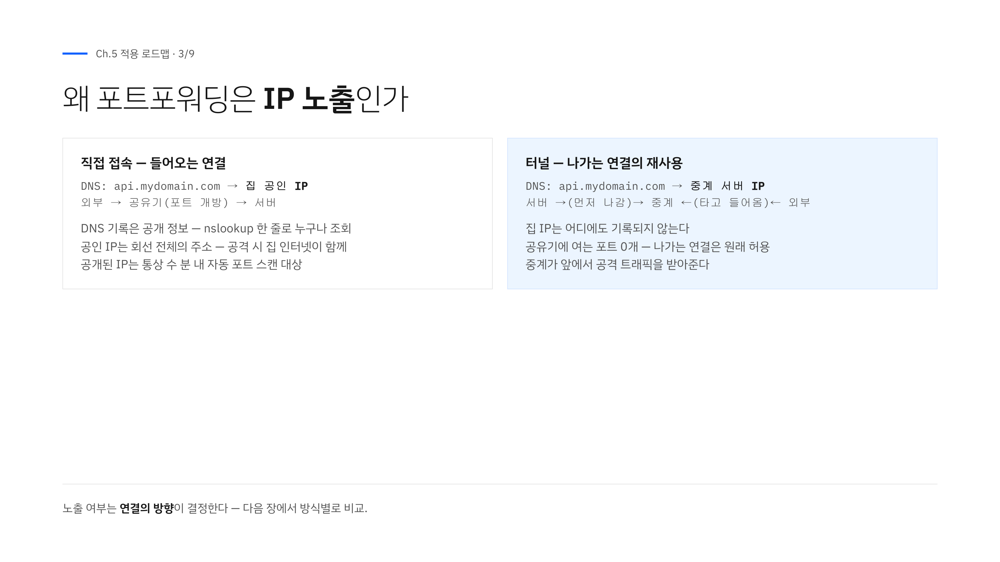 Ch.5 적용 로드맵 · 3/9
왜 포트포워딩은 IP 노출인가
직접 접속 — 들어오는 연결
DNS: api.mydomain.com → 집 공인 IP
외부 → 공유기(포트 개방) → 서버
DNS 기록은 공개 정보 — nslookup 한 줄로 누구나 조회
공인 IP는 회선 전체의 주소 — 공격 시 집 인터넷이 함께
공개된 IP는 통상 수 분 내 자동 포트 스캔 대상
터널 — 나가는 연결의 재사용
DNS: api.mydomain.com → 중계 서버 IP
서버 →(먼저 나감)→ 중계 ←(타고 들어옴)← 외부
집 IP는 어디에도 기록되지 않는다
공유기에 여는 포트 0개 — 나가는 연결은 원래 허용
중계가 앞에서 공격 트래픽을 받아준다
노출 여부는 연결의 방향이 결정한다 — 다음 장에서 방식별로 비교.